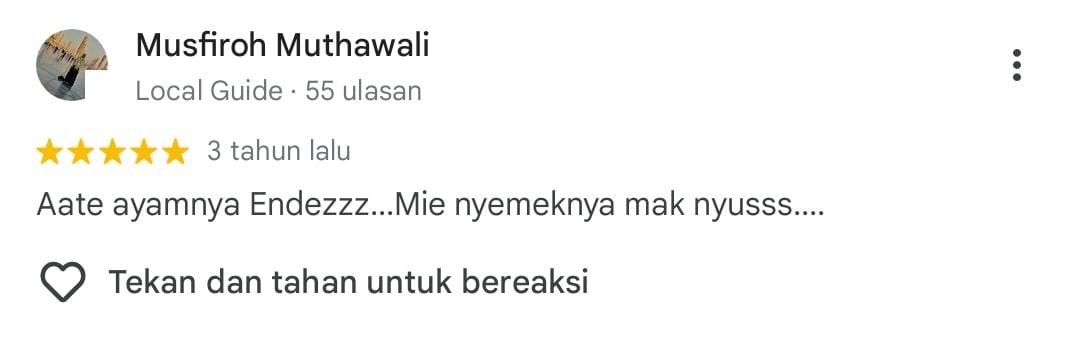 Musfiroh Muthawali
Local Guide · 55 ulasan
3 tahun lalu
Aate ayamnya Endezzz...Mie nyemeknya mak nyusss....
Tekan dan tahan untuk bereaksi